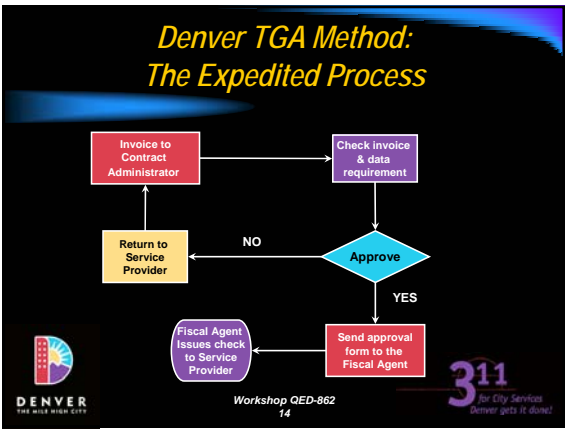 Denver TGA Method:
The Expedited Process
Invoice to
Contract
Administrator
Check invoice
& data
requirement
Return to
Service
Provider
NO
Approve
YES
Fiscal Agent
Issues check
to Service
Provider
Send approval
form to the
Fiscal Agent
DENVER
THE MILE HIGH CITY
Workshop QED-862
14
311
for City Services
Denver gets it done!